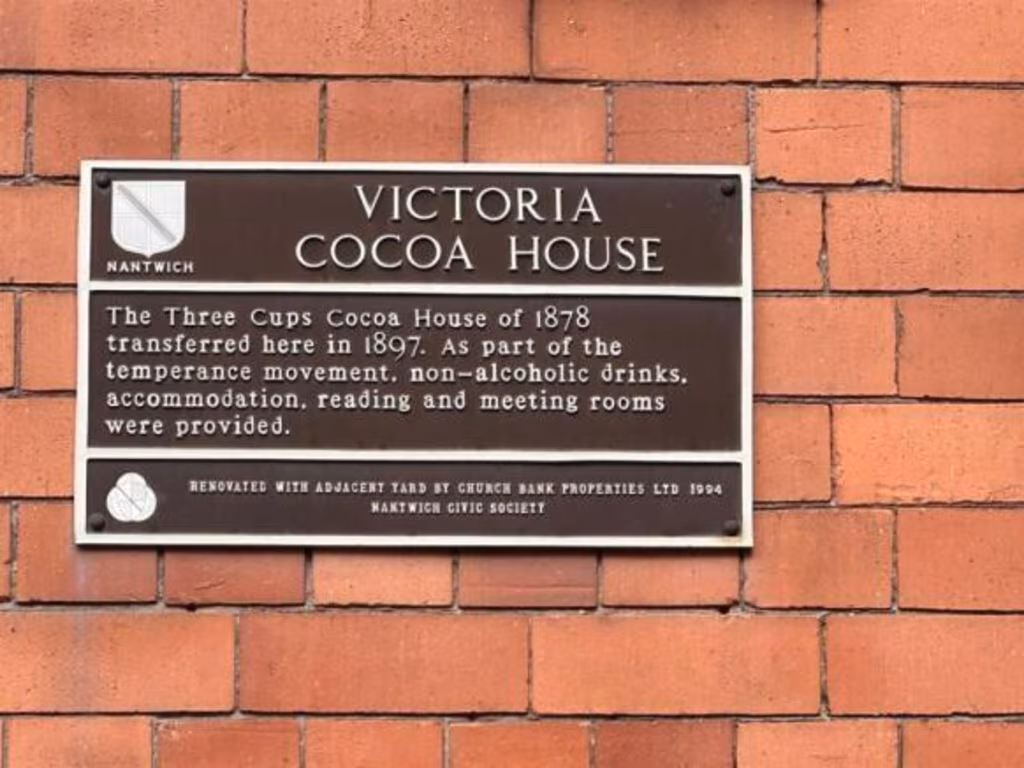 VICTORIA
COCOA HOUSE
NANTWICH
The Three Cups Cocoa House of 1878
transferred here in 1897. As part of the
temperance movement, non-alcoholic drinks,
accommodation, reading and meeting rooms
were provided.
RENOVATED WITH ADJACENT YARD BY CHURCH BANK PROPERTIES LTD 1994
NANTWICH CIVIC SOCIETY